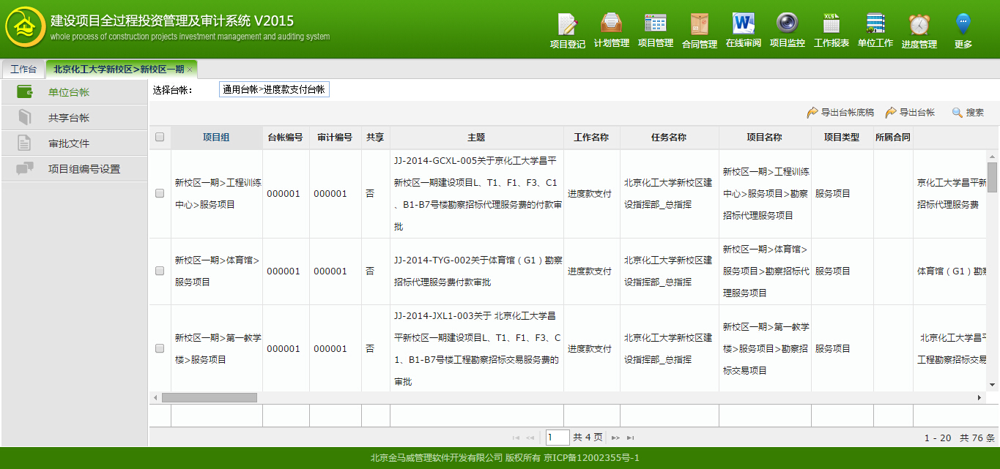 建设项目全过程投资管理及审计系统 V2015
whole process of construction projects investment management and auditing system
项目登记 计划管理 项目管理 合同管理 在线审阅 项目监控 工作报表 单位工作 进度管理 更多
工作台 北京化工大学新校区>新校区一期 ×
单位台帐
共享台帐
审批文件
项目组编号设置
选择台帐： 通用台帐>进度款支付台帐
导出台帐底稿 导出台帐 搜索
项目组 台帐编号 审计编号 共享 主题 工作名称 任务名称 项目名称 项目类型 所属合同
新校区一期>工程训练
中心>服务项目
000001
000001
否
JJ-2014-GCXL-005关于京化工大学昌平
新校区一期建设项目L、T1、F1、F3、C1
、B1-B7号楼勘察招标代理服务费的付款审
批
进度款支付
北京化工大学新校区建
设指挥部_总指挥
新校区一期>工程训练
中心>服务项目>勘察
招标代理服务项目
服务项目
京化工大学昌平新
招标代理服务费
新校区一期>体育馆>
服务项目
000001
000001
否
JJ-2014-TYG-002关于体育馆（G1）勘察
招标代理服务费付款审批
进度款支付
北京化工大学新校区建
设指挥部_总指挥
新校区一期>体育馆>
服务项目>勘察招标代
理服务项目
服务项目
体育馆（G1）勘察
新校区一期>第一教学
楼>服务项目
000001
000001
否
JJ-2014-JXL1-003关于 北京化工大学昌
平新校区一期建设项目L、T1、F1、F3、C
1、B1-B7号楼工程勘察招标交易服务费的
审批
进度款支付
北京化工大学新校区建
设指挥部_总指挥
新校区一期>第一教学
楼>服务项目>勘察招
标交易项目
服务项目
北京化工大学昌平
工程勘察招标交易
1 共 4 页
1 - 20 共 76 条
北京金马威管理软件开发有限公司 版权所有 京ICP备12002355号-1